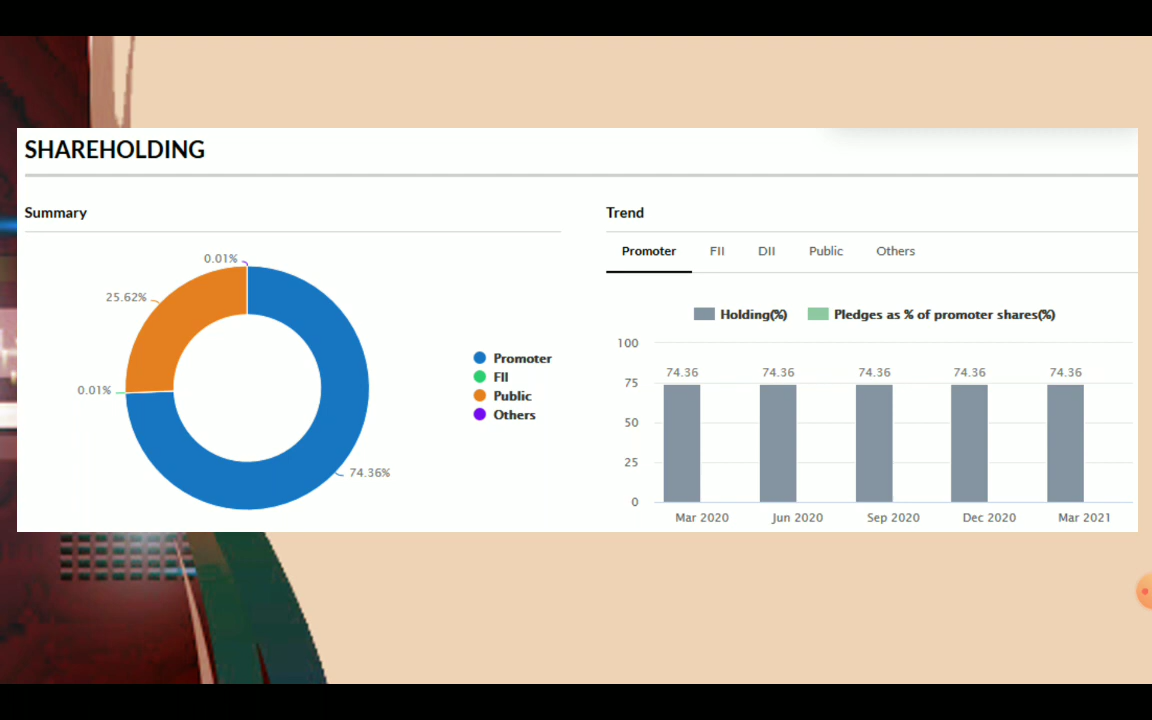 SHAREHOLDING
Summary
0.01%
25.62%
0.01%
74.36%
Promoter
FII
Public
Others
Trend
Promoter FII DII Public Others
Holding(%) Pledges as % of promoter shares(%)
100
75
50
25
0
74.36 74.36 74.36 74.36 74.36
Mar 2020 Jun 2020 Sep 2020 Dec 2020 Mar 2021